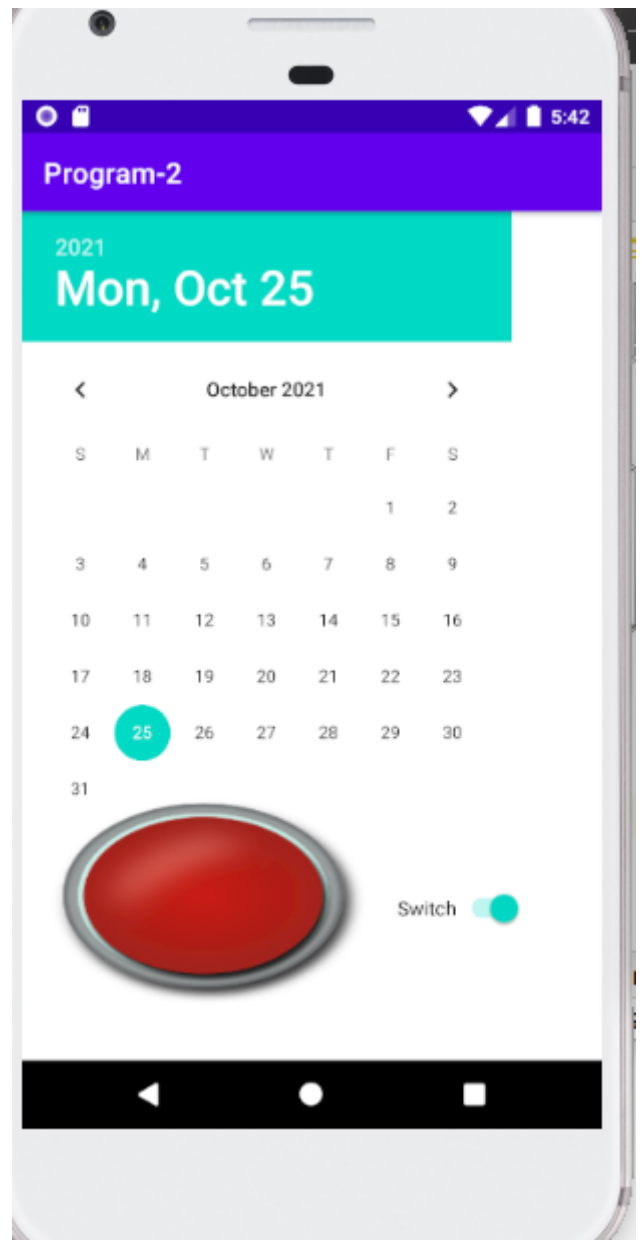 5:42
Program-2
2021
Mon, Oct 25
October 2021
S M T W T F S
1 2
3 4 5 6 7 8 9
10 11 12 13 14 15 16
17 18 19 20 21 22 23
24 25 26 27 28 29 30
31
Switch